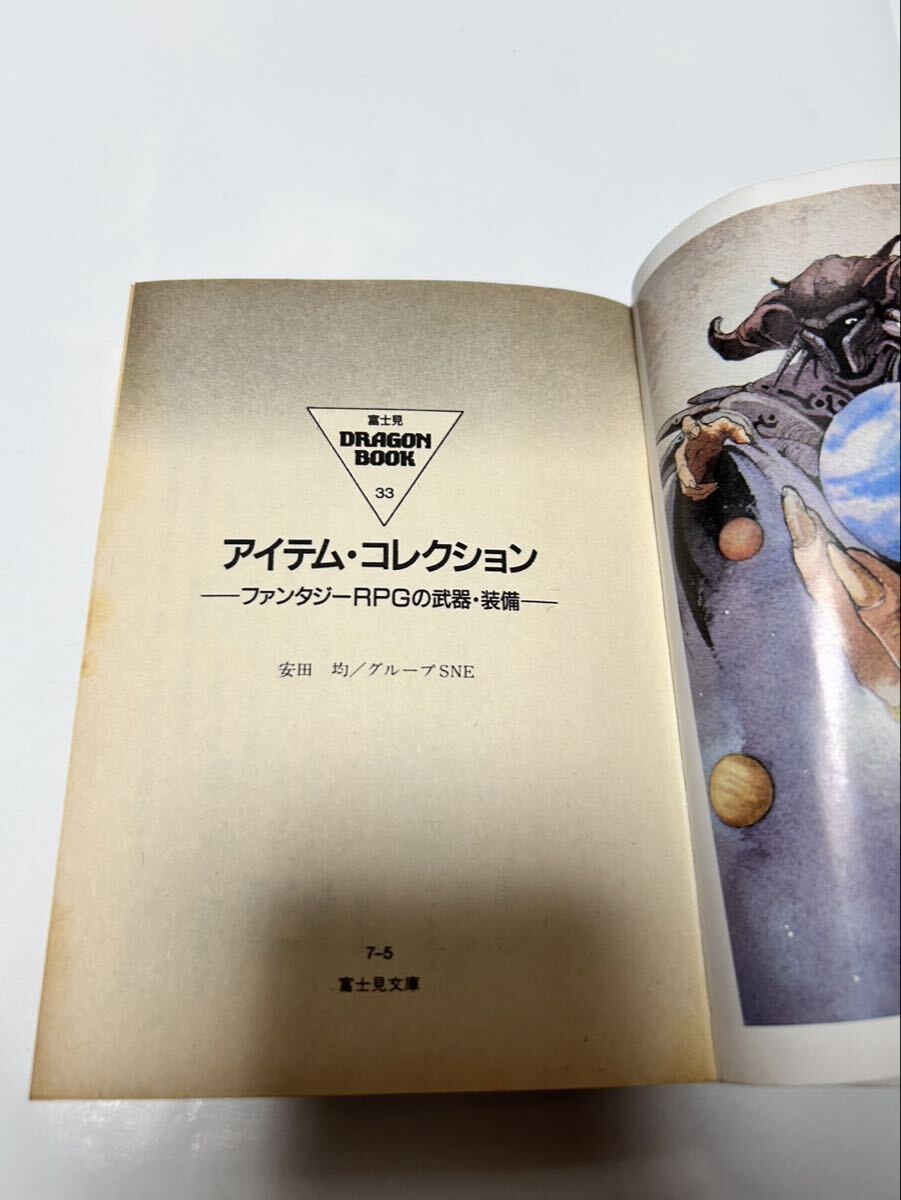 富士見
DRAGON
BOOK
33
アイテム・コレクション
―ファンタジーRPGの武器・装備―
安田　均／グループSNE
7-5
富士見文庫